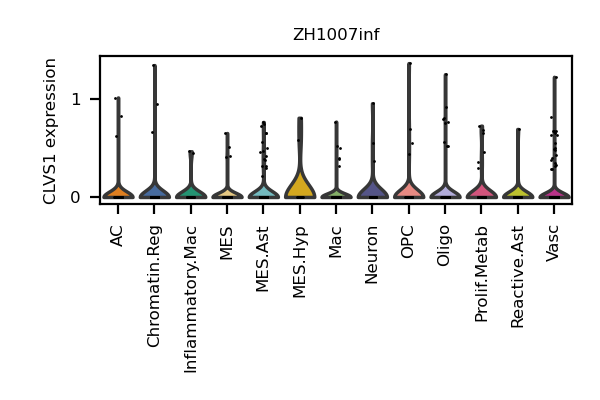 ZH1007inf
CLVS1 expression
1
0
AC
Chromatin.Reg
Inflammatory.Mac
MES
MES.Ast
MES.Hyp
Mac
Neuron
OPC
Oligo
Prolif.Metab
Reactive.Ast
Vasc